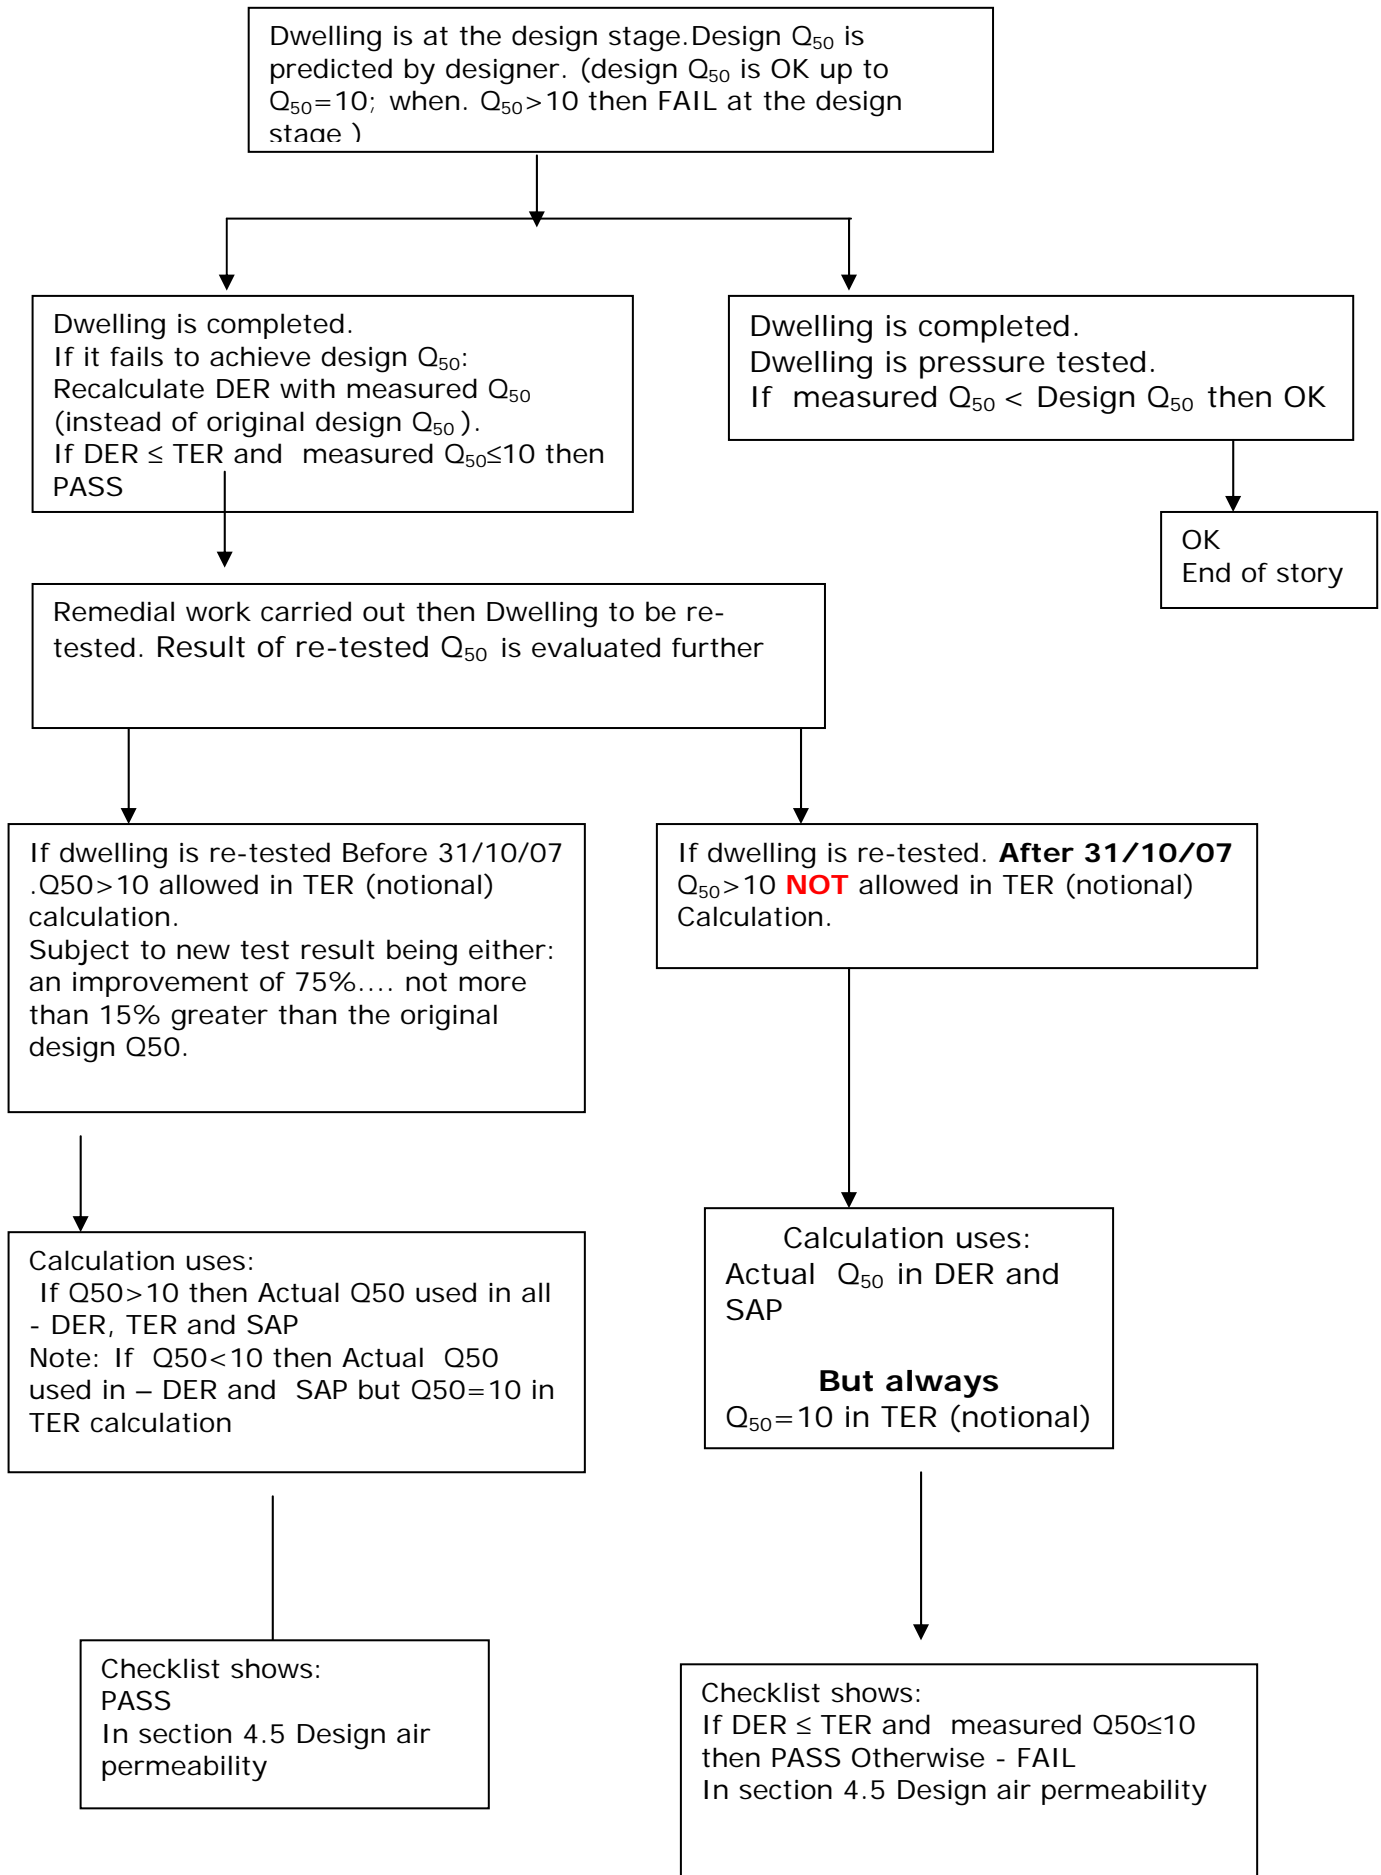 Dwelling is at the design stage.Design Q₅₀ is
predicted by designer. (design Q₅₀ is OK up to
Q₅₀=10; when. Q₅₀>10 then FAIL at the design
stage )
Dwelling is completed.
If it fails to achieve design Q₅₀:
Recalculate DER with measured Q₅₀
(instead of original design Q₅₀ ).
If DER ≤ TER and measured Q₅₀≤10 then
PASS
Dwelling is completed.
Dwelling is pressure tested.
If measured Q₅₀ < Design Q₅₀ then OK
OK
End of story
Remedial work carried out then Dwelling to be re-
tested. Result of re-tested Q₅₀ is evaluated further
If dwelling is re-tested Before 31/10/07
.Q50>10 allowed in TER (notional)
calculation.
Subject to new test result being either:
an improvement of 75%.... not more
than 15% greater than the original
design Q50.
If dwelling is re-tested. After 31/10/07
Q₅₀>10 NOT allowed in TER (notional)
Calculation.
Calculation uses:
If Q50>10 then Actual Q50 used in all
- DER, TER and SAP
Note: If Q50<10 then Actual Q50
used in – DER and SAP but Q50=10 in
TER calculation
Calculation uses:
Actual Q₅₀ in DER and
SAP
But always
Q₅₀=10 in TER (notional)
Checklist shows:
PASS
In section 4.5 Design air
permeability
Checklist shows:
If DER ≤ TER and measured Q50≤10
then PASS Otherwise - FAIL
In section 4.5 Design air permeability